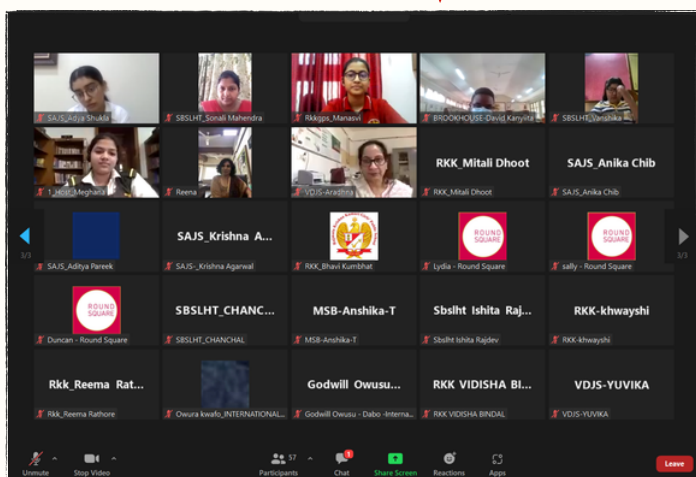 SAJS_Adya Shukla
SBSLHT_Sonali Mahendra
Rkkgps_Manasvi
BROOKHOUSE-David Kanyiita
SBSLHT_Vanshika
1_Host_Meghana
Reena
VDJS-Aradhna
RKK_Mitali Dhoot
RKK_Mitali Dhoot
SAJS_Anika Chib
SAJS_Anika Chib
3/3
SAJS_Aditya Pareek
SAJS_Krishna A...
SAJS-_Krishna Agarwal
RKK_Bhavi Kumbhat
ROUND
SQUARE
Lydia - Round Square
ROUND
SQUARE
sally - Round Square
3/3
ROUND
SQUARE
Duncan - Round Square
SBSLHT_CHANC...
SBSLHT_CHANCHAL
MSB-Anshika-T
MSB-Anshika-T
Sbslht Ishita Raj...
Sbslht Ishita Rajdev
RKK-khwayshi
RKK-khwayshi
Rkk_Reema Rat...
Rkk_Reema Rathore
Owura kwafo_INTERNATIONAL...
Godwill Owusu...
Godwill Owusu - Dabo -Interna...
RKK VIDISHA BI...
RKK VIDISHA BINDAL
VDJS-YUVIKA
VDJS-YUVIKA
Unmute
Stop Video
57
Participants
1
Chat
Share Screen
Reactions
Apps
Leave